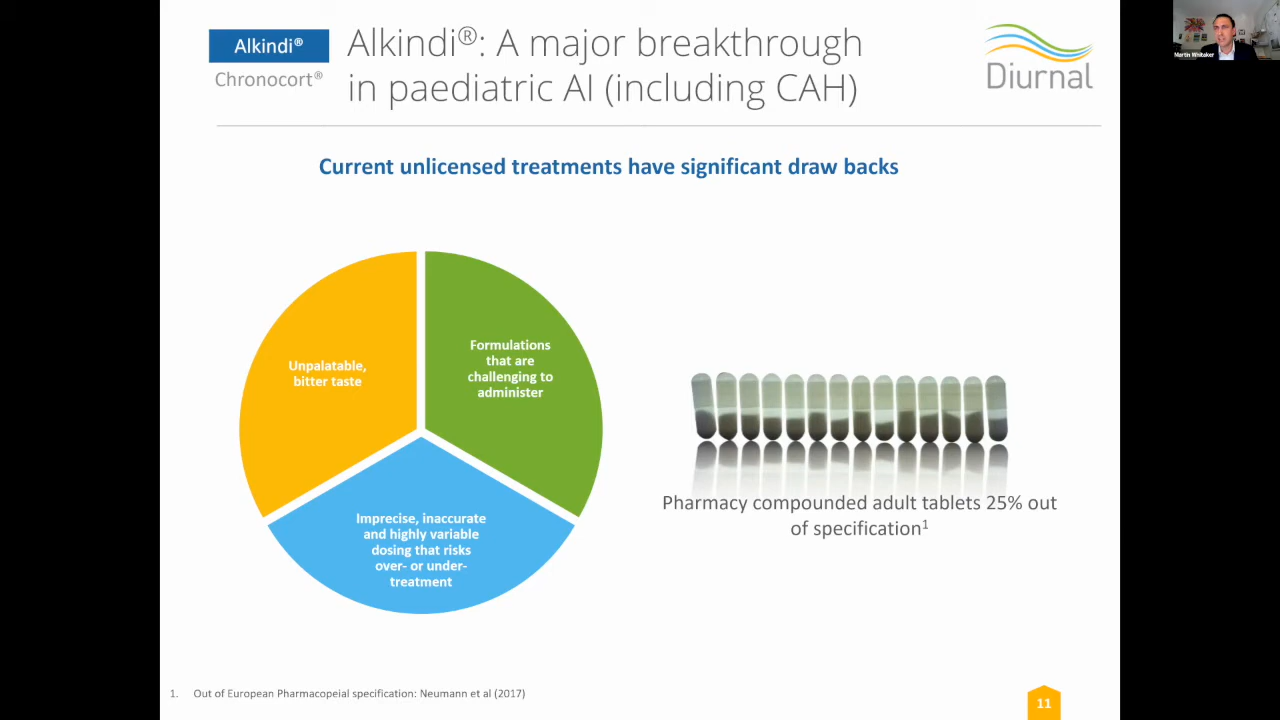 Alkindi®
Chronocort®
Alkindi®: A major breakthrough
in paediatric AI (including CAH)
Diurnal
Martin Whitaker
Current unlicensed treatments have significant draw backs
Unpalatable,
bitter taste
Formulations
that are
challenging to
administer
Imprecise, inaccurate
and highly variable
dosing that risks
over- or under-
treatment
Pharmacy compounded adult tablets 25% out
of specification¹
1. Out of European Pharmacopeial specification: Neumann et al (2017)
11